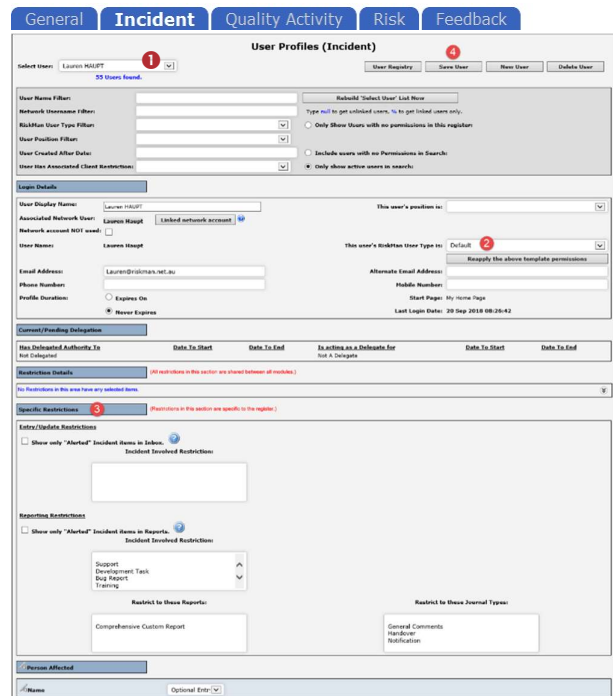 General Incident Quality Activity Risk Feedback
User Profiles (Incident)
4
Select User: Lauren HAUPT 1
User Registry Save User New User Delete User
55 Users found.
User Name Filter: Rebuild 'Select User' List Now
Network Username Filter: Type null to get unlinked users, % to get linked users only.
RiskMan User Type Filter: Only Show Users with no permissions in this register:
User Position Filter:
User Created After Date: Include users with no Permissions in Search:
User Has Associated Client Restriction: Only show active users in search:
Login Details
User Display Name: Lauren HAUPT This user's position is:
Associated Network User: Lauren Haupt Linked network account
Network account NOT used:
User Name: Lauren Haupt This user's RiskMan User Type is: Default 2
Reapply the above template permissions
Email Address: Lauren@riskman.net.au Alternate Email Address:
Phone Number: Mobile Number:
Profile Duration: Expires On Start Page: My Home Page
Never Expires Last Login Date: 20 Sep 2018 08:26:42
Current/Pending Delegation
Has Delegated Authority To Date To Start Date To End Is acting as a Delegate for Date To Start Date To End
Not Delegated Not A Delegate
Restriction Details (All restrictions in this section are shared between all modules.)
No Restrictions in this area have any selected items.
Specific Restrictions 3 (Restrictions in this section are specific to the register.)
Entry/Update Restrictions
Show only "Alerted" Incident items in Inbox. ?
Incident Involved Restriction:
Reporting Restrictions
Show only "Alerted" Incident items in Reports. ?
Incident Involved Restriction:
Support
Development Task
Bug Report
Training
Restrict to these Reports: Restrict to these Journal Types:
Comprehensive Custom Report General Comments
Handover
Notification
Person Affected
Name Optional Entr